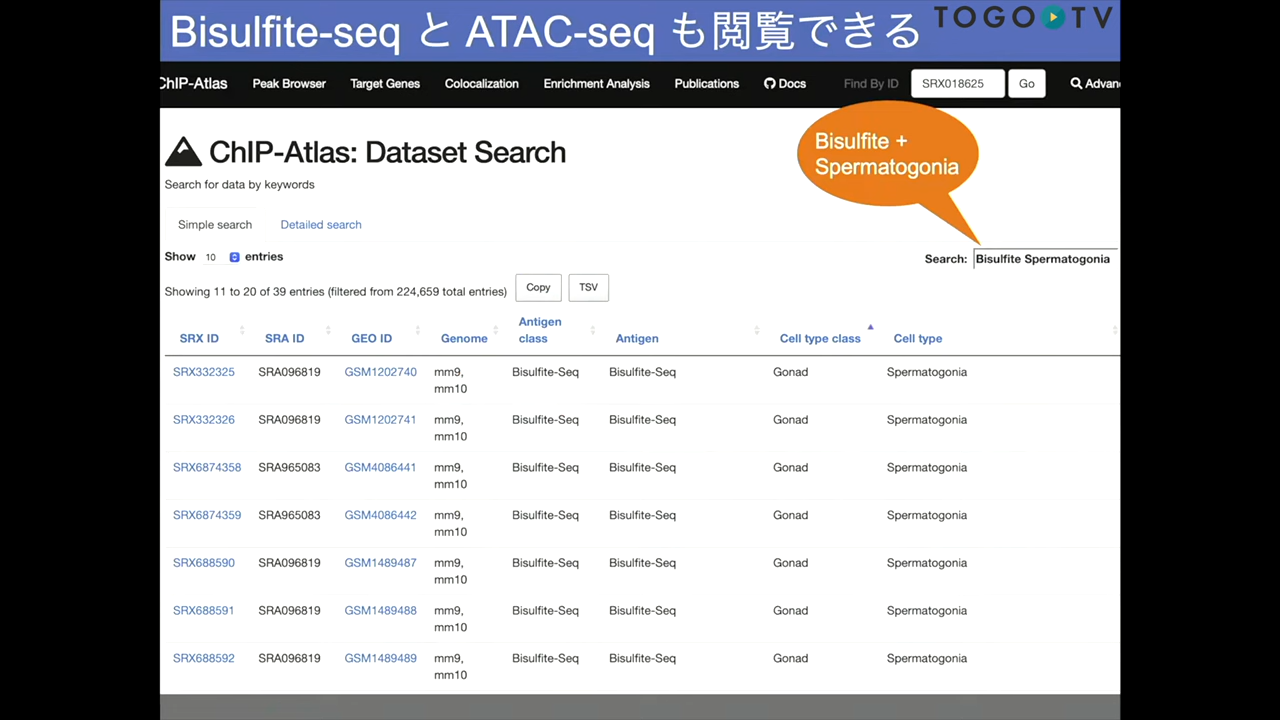 Bisulfite-seq と ATAC-seq も閲覧できる
TOGO TV
ChIP-Atlas Peak Browser Target Genes Colocalization Enrichment Analysis Publications Docs Find By ID SRX018625 Go Advan
Bisulfite +
Spermatogonia
ChIP-Atlas: Dataset Search
Search for data by keywords
Simple search Detailed search
Show 10 entries
Search: Bisulfite Spermatogonia
Showing 11 to 20 of 39 entries (filtered from 224,659 total entries) Copy TSV
SRX ID SRA ID GEO ID Genome Antigen class Antigen Cell type class Cell type
SRX332325 SRA096819 GSM1202740 mm9, mm10 Bisulfite-Seq Bisulfite-Seq Gonad Spermatogonia
SRX332326 SRA096819 GSM1202741 mm9, mm10 Bisulfite-Seq Bisulfite-Seq Gonad Spermatogonia
SRX6874358 SRA965083 GSM4086441 mm9, mm10 Bisulfite-Seq Bisulfite-Seq Gonad Spermatogonia
SRX6874359 SRA965083 GSM4086442 mm9, mm10 Bisulfite-Seq Bisulfite-Seq Gonad Spermatogonia
SRX688590 SRA096819 GSM1489487 mm9, mm10 Bisulfite-Seq Bisulfite-Seq Gonad Spermatogonia
SRX688591 SRA096819 GSM1489488 mm9, mm10 Bisulfite-Seq Bisulfite-Seq Gonad Spermatogonia
SRX688592 SRA096819 GSM1489489 mm9, mm10 Bisulfite-Seq Bisulfite-Seq Gonad Spermatogonia